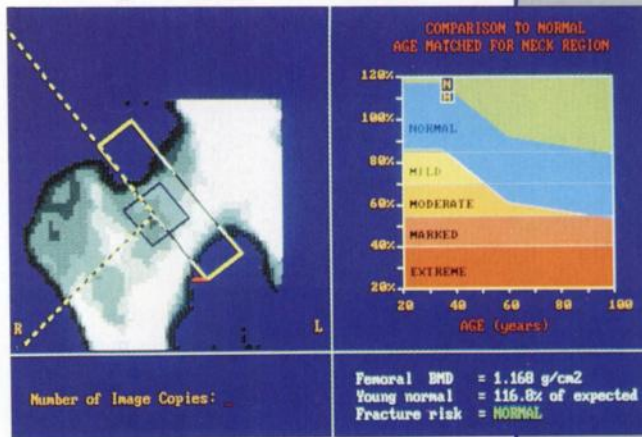 COMPARISON TO NORMAL
AGE MATCHED FOR NECK REGION
120%
100%
80%
60%
40%
20%
NORMAL
MILD
MODERATE
MARKED
EXTREME
20 40 60 80 100
AGE (years)
R L
Number of Image Copies: _
Femoral BMD = 1.168 g/cm2
Young normal = 116.8% of expected
Fracture risk = NORMAL